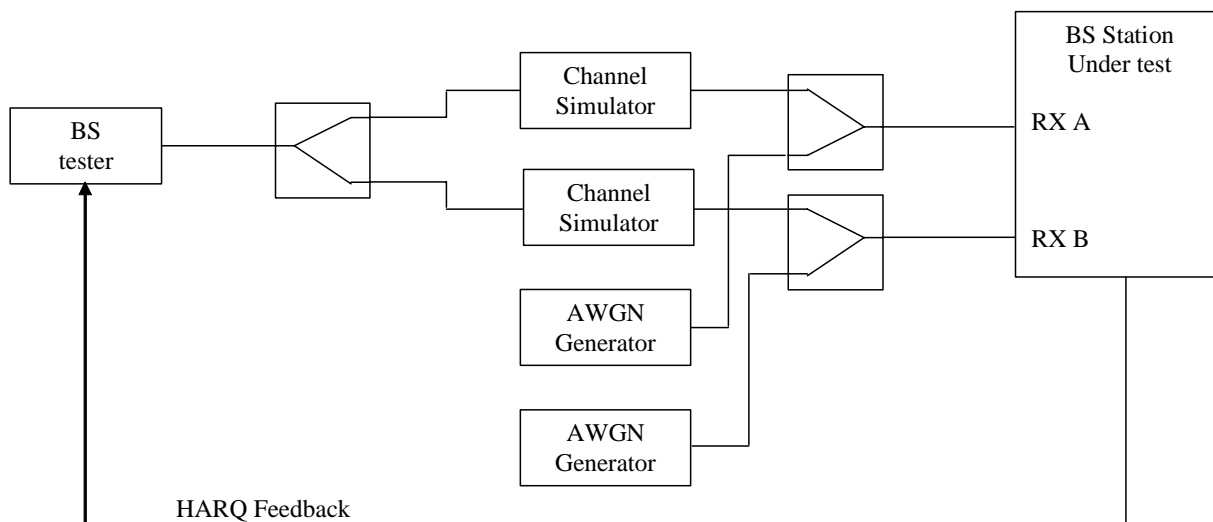 BS
tester
Channel
Simulator
Channel
Simulator
AWGN
Generator
AWGN
Generator
BS Station
Under test
RX A
RX B
HARQ Feedback